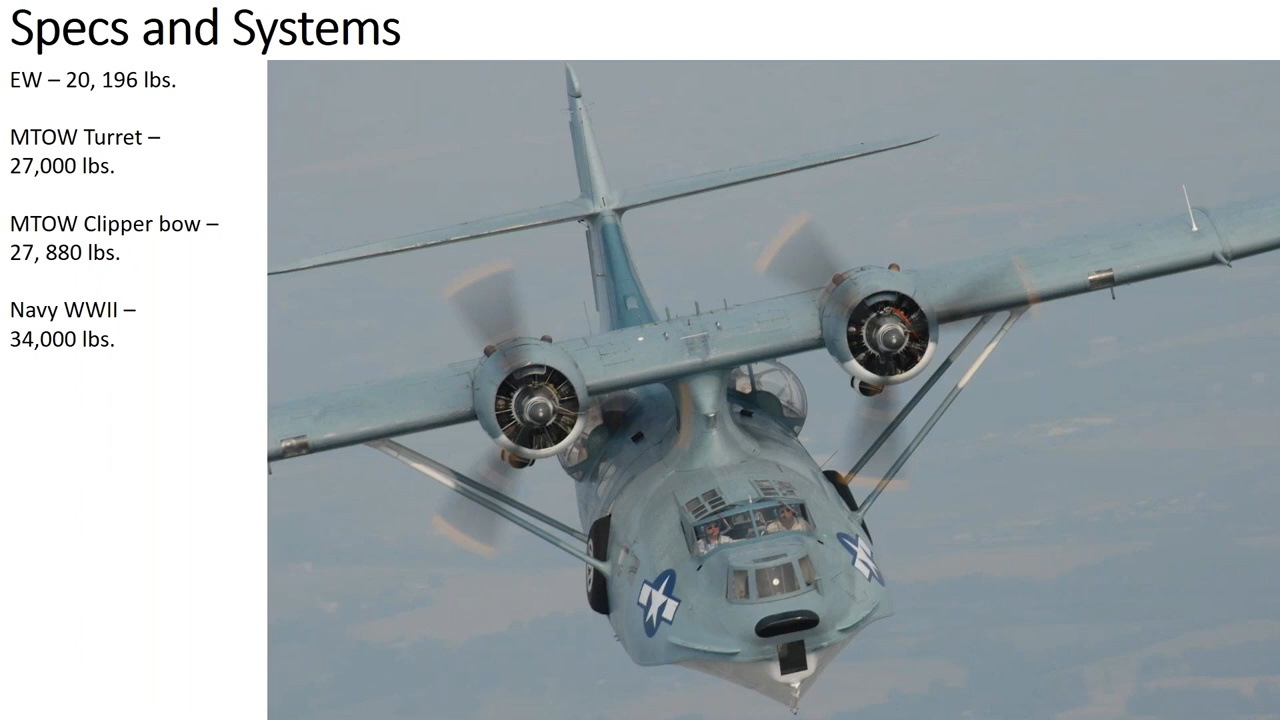 Specs and Systems
EW – 20, 196 lbs.
MTOW Turret –
27,000 lbs.
MTOW Clipper bow –
27, 880 lbs.
Navy WWII –
34,000 lbs.